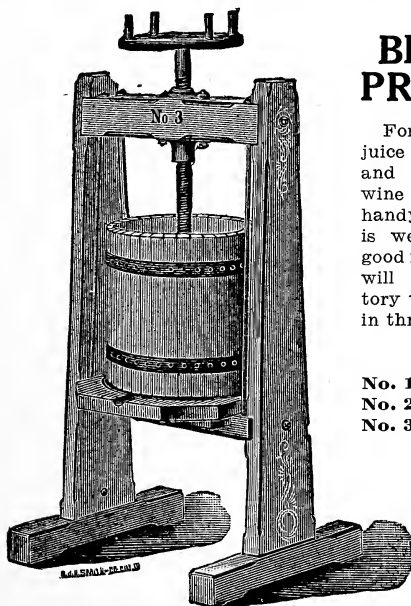 No 3
PR
For
juice
and
wine
handy
is we
good
will
tory
in thr
No. 1
No. 2
No. 3